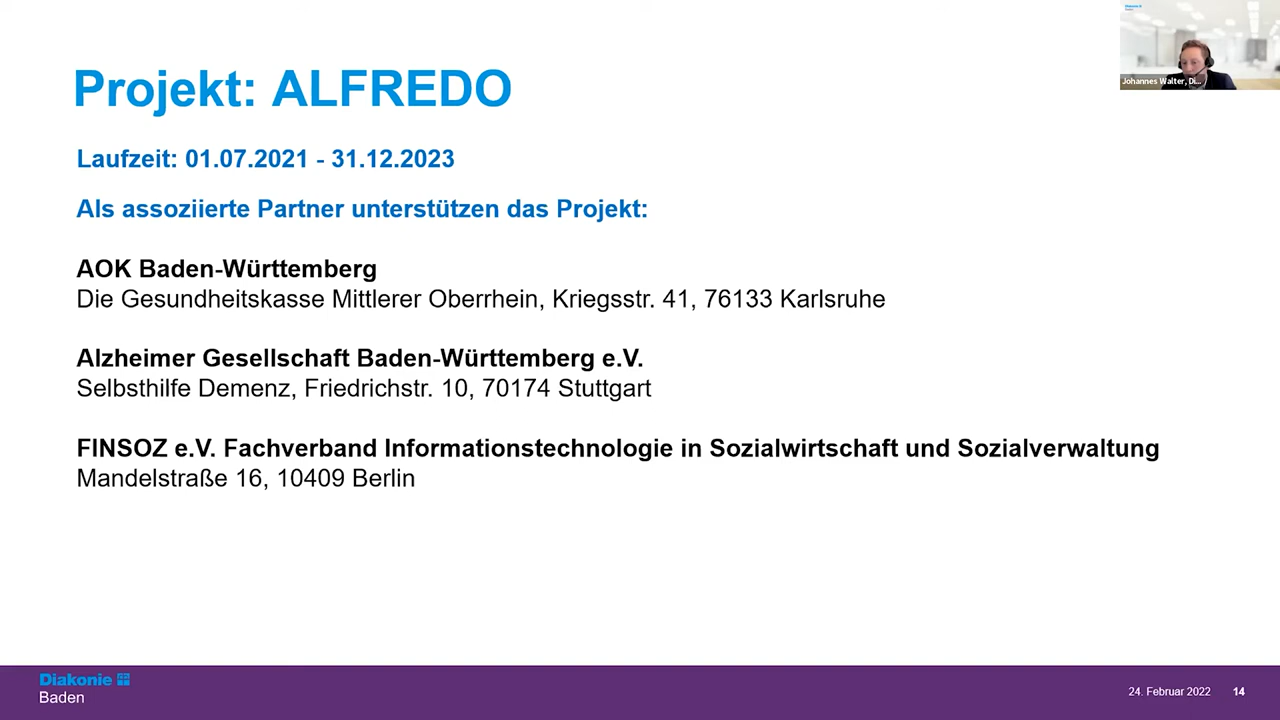 Projekt: ALFREDO
Johannes Walter, Di...
Laufzeit: 01.07.2021 - 31.12.2023
Als assoziierte Partner unterstützen das Projekt:
AOK Baden-Württemberg
Die Gesundheitskasse Mittlerer Oberrhein, Kriegsstr. 41, 76133 Karlsruhe
Alzheimer Gesellschaft Baden-Württemberg e.V.
Selbsthilfe Demenz, Friedrichstr. 10, 70174 Stuttgart
FINSOZ e.V. Fachverband Informationstechnologie in Sozialwirtschaft und Sozialverwaltung
Mandelstraße 16, 10409 Berlin
Diakonie
Baden
24. Februar 2022 14